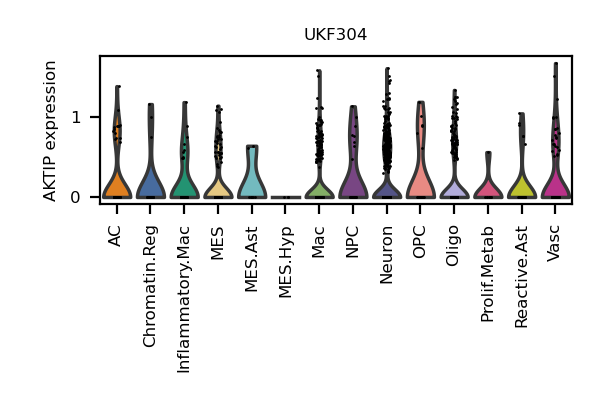 UKF304
AKTIP expression
1
0
AC
Chromatin.Reg
Inflammatory.Mac
MES
MES.Ast
MES.Hyp
Mac
NPC
Neuron
OPC
Oligo
Prolif.Metab
Reactive.Ast
Vasc